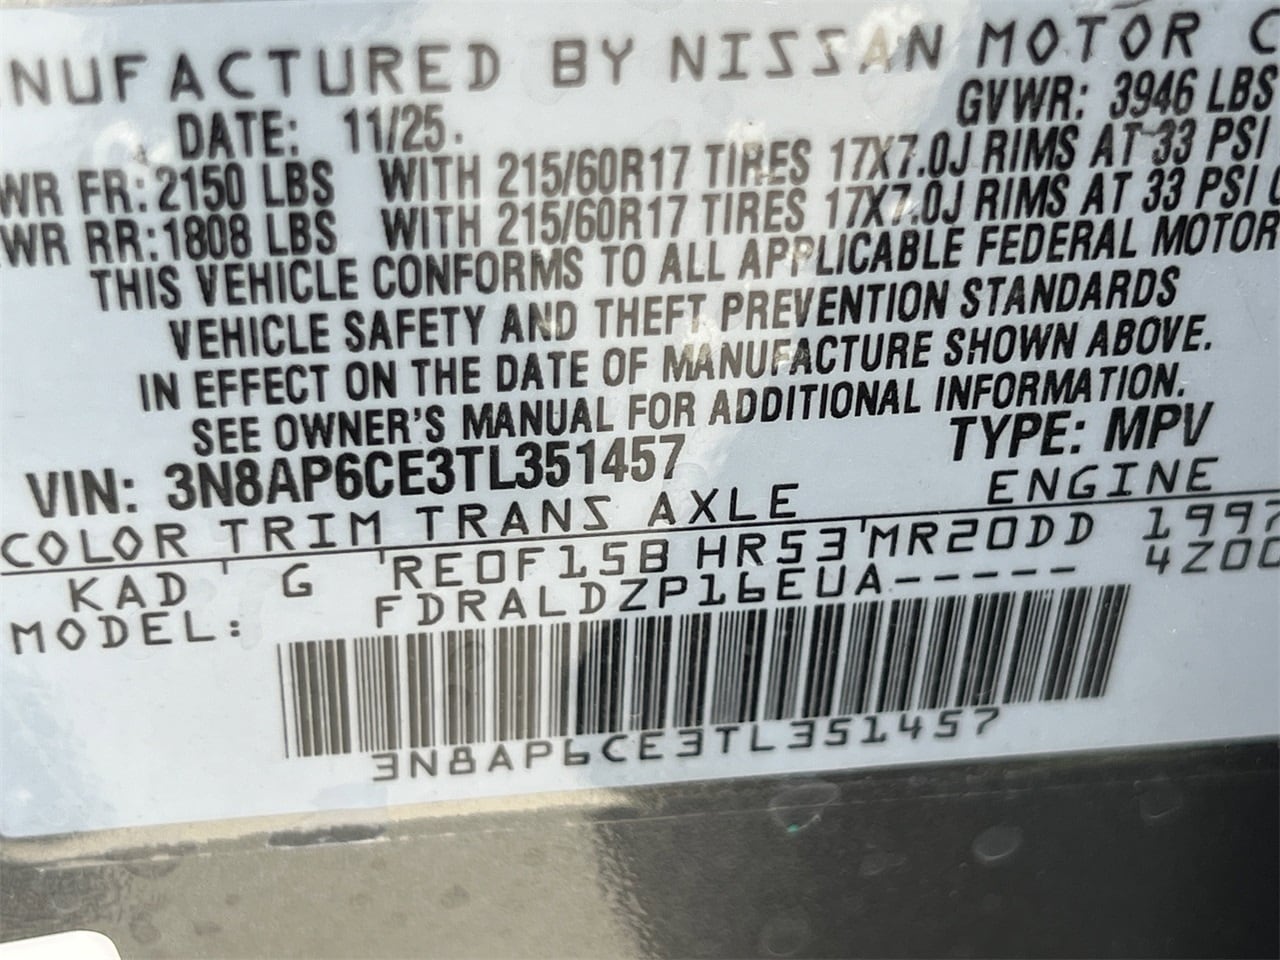 NUFACTURED BY NISSAN MOTOR C
DATE: 11/25. GVWR: 3946 LBS
WR FR: 2150 LBS WITH 215/60R17 TIRES 17X7.0J RIMS AT 33 PSI
WR RR: 1808 LBS WITH 215/60R17 TIRES 17X7.0J RIMS AT 33 PSI C
THIS VEHICLE CONFORMS TO ALL APPLICABLE FEDERAL MOTOR
VEHICLE SAFETY AND THEFT PREVENTION STANDARDS
IN EFFECT ON THE DATE OF MANUFACTURE SHOWN ABOVE.
SEE OWNER'S MANUAL FOR ADDITIONAL INFORMATION.
VIN: 3N8AP6CE3TL351457 TYPE: MPV
COLOR TRIM TRANS AXLE ENGINE
KAD G RE0F15B HR53 MR20DD 1997
MODEL: FDRALDZP16EUA------ 4Z00
3N8AP6CE3TL351457